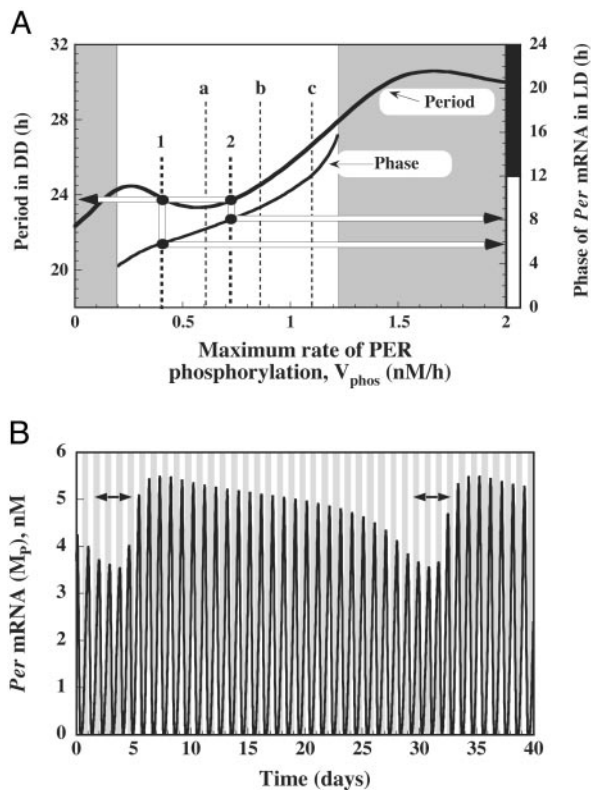 A
32
28
24
20
Period in DD (h)
1
a
2
b
c
Period
Phase
24
20
16
12
8
4
0
Phase of Per mRNA in LD (h)
0
0.5
1
1.5
2
Maximum rate of PER
phosphorylation, Vphos (nM/h)
B
6
5
4
3
2
1
0
Per mRNA (MP), nM
0
5
10
15
20
25
30
35
40
Time (days)